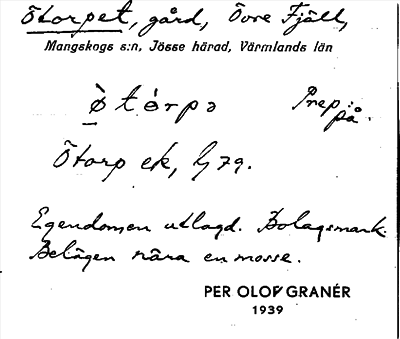 Ötorpet, gård, Övre Fjäll,
Mangskogs s:n, Jösse härad, Värmlands län
ø̀ t é r p ə Prep.:
på.
Ötorp ek, Lj 79.
Egendomen utlagd. Bolagsmark.
Belägen nära en mosse.
PER OLOF GRANÉR
1939